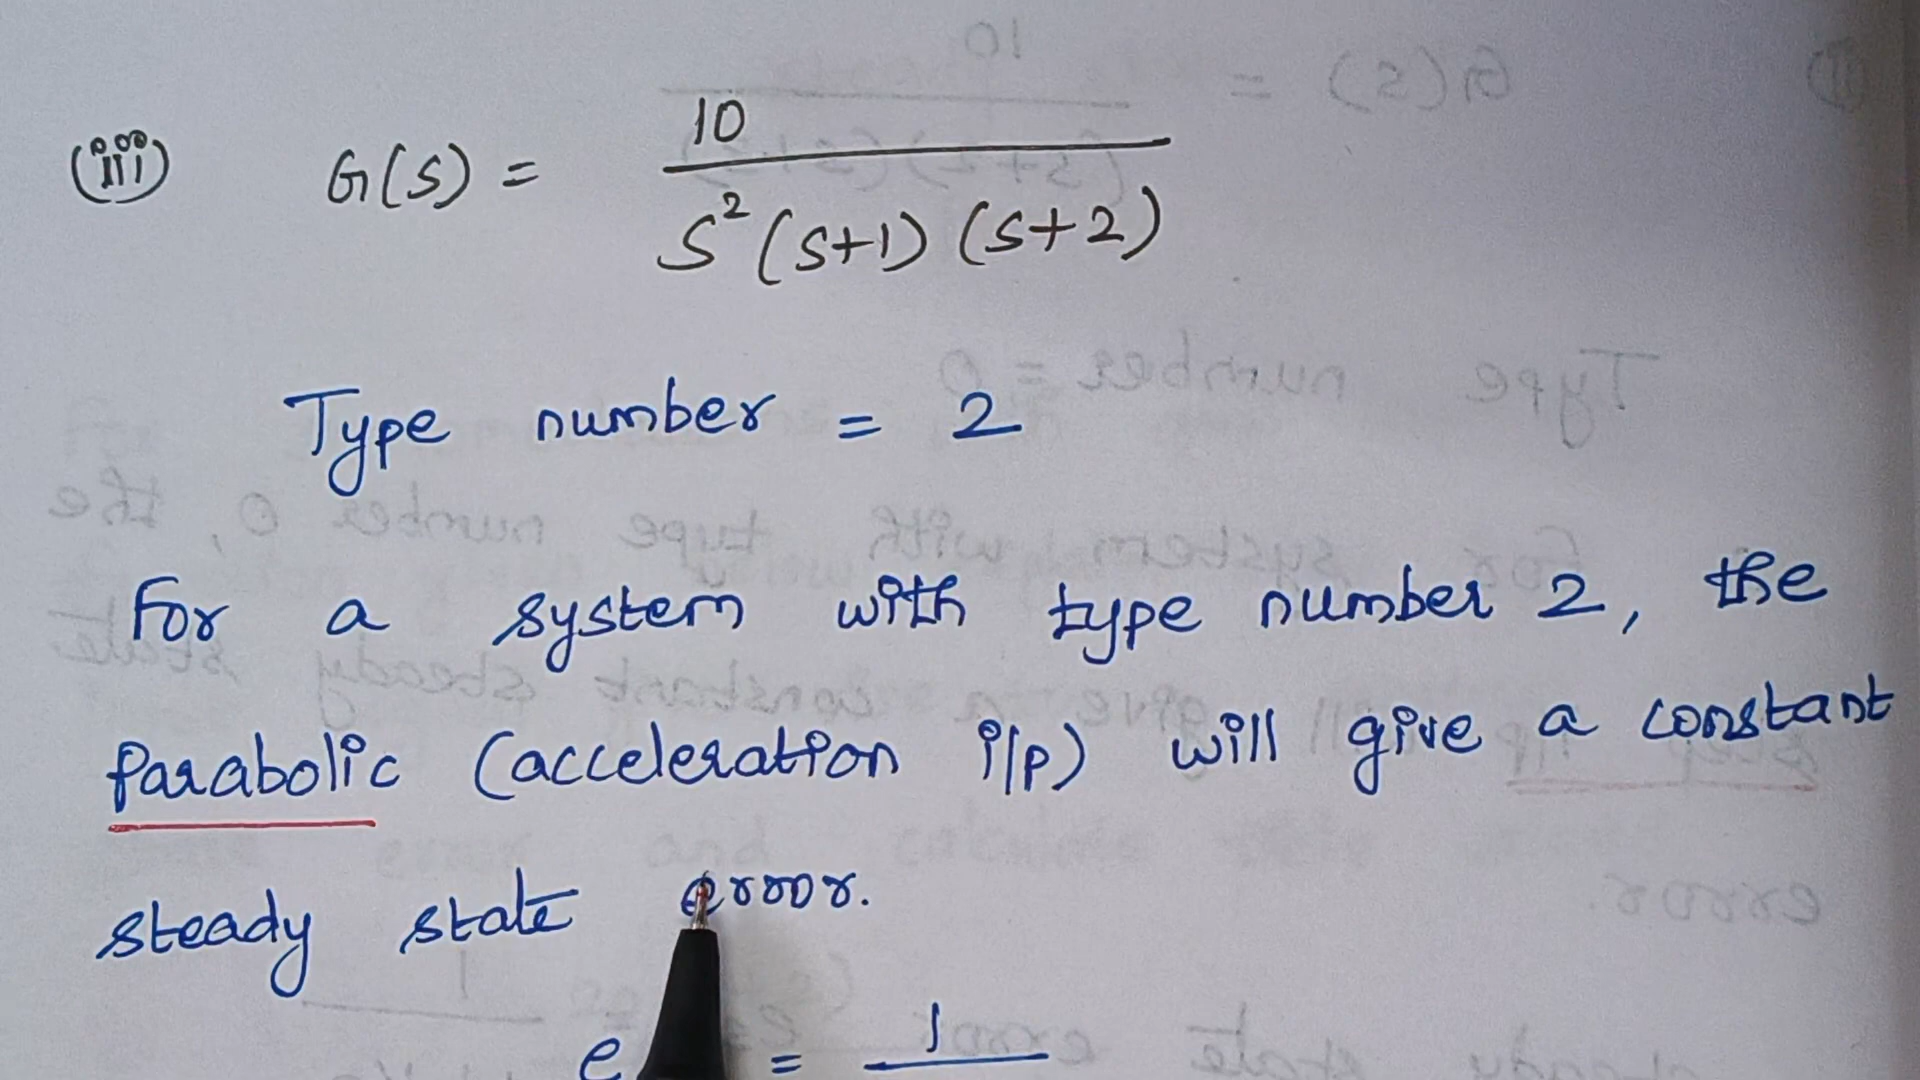 (iii) G(s) = 10 / s²(s+1)(s+2)
Type number = 2
For a system with type number 2, the
parabolic (acceleration i/p) will give a constant
steady state error.
e = 1